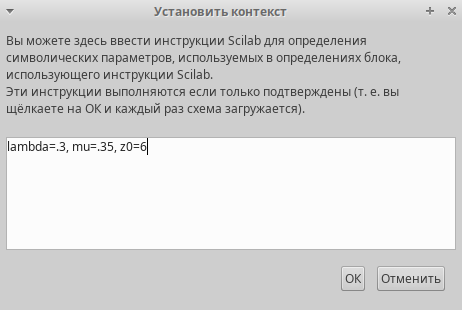 Установить контекст
Вы можете здесь ввести инструкции Scilab для определения
символических параметров, используемых в определениях блока,
использующего инструкции Scilab.
Эти инструкции выполняются если только подтверждены (т. е. вы
щёлкаете на ОК и каждый раз схема загружается).
lambda=.3, mu=.35, z0=6
OK Отменить